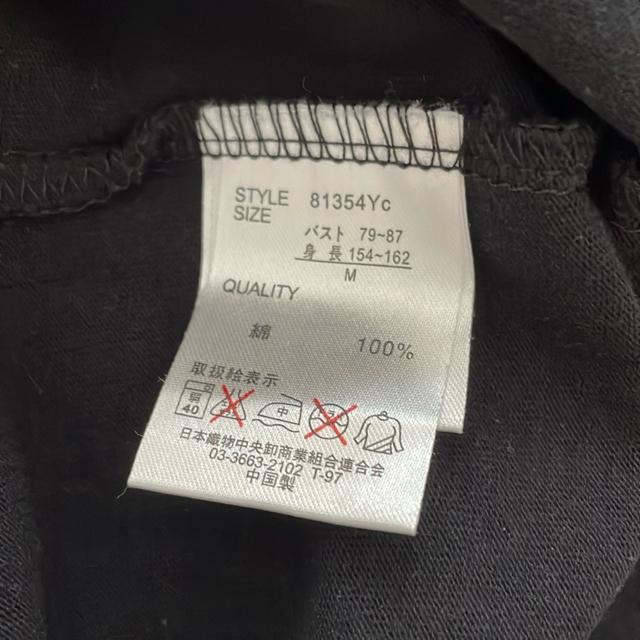 STYLE 81354Yc
SIZE
バスト 79~87
身長 154~162
M
QUALITY
綿 100%
取扱絵表示
弱
40
中
日本織物中央卸商業組合連合会
03-3663-2102 T-97
中国製